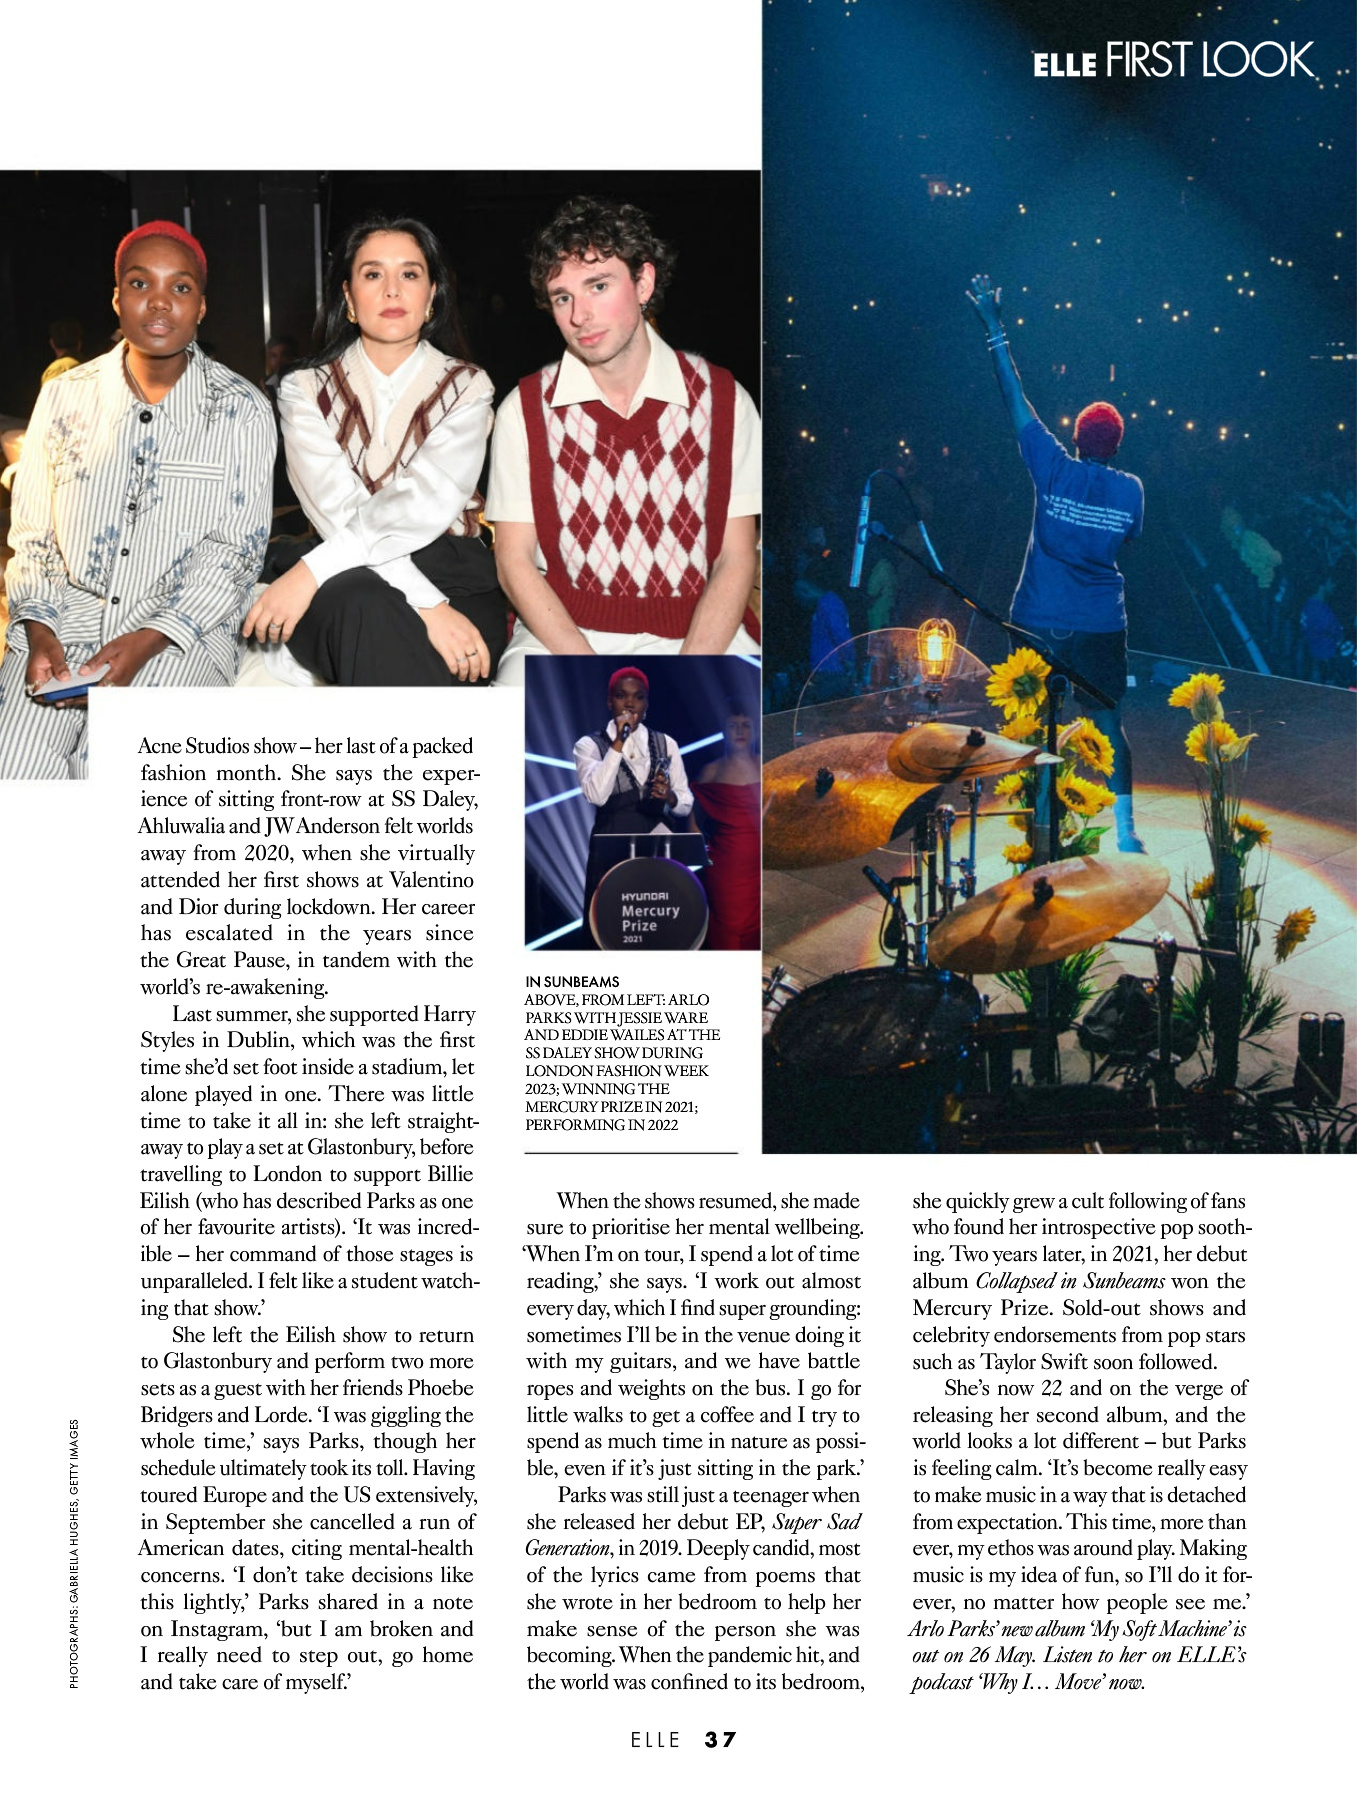 ELLE FIRST LOOK
HYUNDAI
Mercury
Prize
2021
Acne Studios show – her last of a packed
fashion month. She says the exper-
ience of sitting front-row at SS Daley,
Ahluwalia and JW Anderson felt worlds
away from 2020, when she virtually
attended her first shows at Valentino
and Dior during lockdown. Her career
has escalated in the years since
the Great Pause, in tandem with the
world’s re-awakening.
Last summer, she supported Harry
Styles in Dublin, which was the first
time she’d set foot inside a stadium, let
alone played in one. There was little
time to take it all in: she left straight-
away to play a set at Glastonbury, before
travelling to London to support Billie
Eilish (who has described Parks as one
of her favourite artists). ‘It was incred-
ible – her command of those stages is
unparalleled. I felt like a student watch-
ing that show.’
She left the Eilish show to return
to Glastonbury and perform two more
sets as a guest with her friends Phoebe
Bridgers and Lorde. ‘I was giggling the
whole time,’ says Parks, though her
schedule ultimately took its toll. Having
toured Europe and the US extensively,
in September she cancelled a run of
American dates, citing mental-health
concerns. ‘I don’t take decisions like
this lightly,’ Parks shared in a note
on Instagram, ‘but I am broken and
I really need to step out, go home
and take care of myself.’
IN SUNBEAMS
ABOVE, FROM LEFT: ARLO
PARKS WITH JESSIE WARE
AND EDDIE WAILES AT THE
SS DALEY SHOW DURING
LONDON FASHION WEEK
2023; WINNING THE
MERCURY PRIZE IN 2021;
PERFORMING IN 2022
When the shows resumed, she made
sure to prioritise her mental wellbeing.
‘When I’m on tour, I spend a lot of time
reading,’ she says. ‘I work out almost
every day, which I find super grounding:
sometimes I’ll be in the venue doing it
with my guitars, and we have battle
ropes and weights on the bus. I go for
little walks to get a coffee and I try to
spend as much time in nature as possi-
ble, even if it’s just sitting in the park.’
Parks was still just a teenager when
she released her debut EP, Super Sad
Generation, in 2019. Deeply candid, most
of the lyrics came from poems that
she wrote in her bedroom to help her
make sense of the person she was
becoming. When the pandemic hit, and
the world was confined to its bedroom,
she quickly grew a cult following of fans
who found her introspective pop sooth-
ing. Two years later, in 2021, her debut
album Collapsed in Sunbeams won the
Mercury Prize. Sold-out shows and
celebrity endorsements from pop stars
such as Taylor Swift soon followed.
She’s now 22 and on the verge of
releasing her second album, and the
world looks a lot different – but Parks
is feeling calm. ‘It’s become really easy
to make music in a way that is detached
from expectation. This time, more than
ever, my ethos was around play. Making
music is my idea of fun, so I’ll do it for-
ever, no matter how people see me.’
Arlo Parks’ new album ‘My Soft Machine’ is
out on 26 May. Listen to her on ELLE’s
podcast ‘Why I… Move’ now.
PHOTOGRAPHS: GABRIELLA HUGHES, GETTY IMAGES
ELLE 37